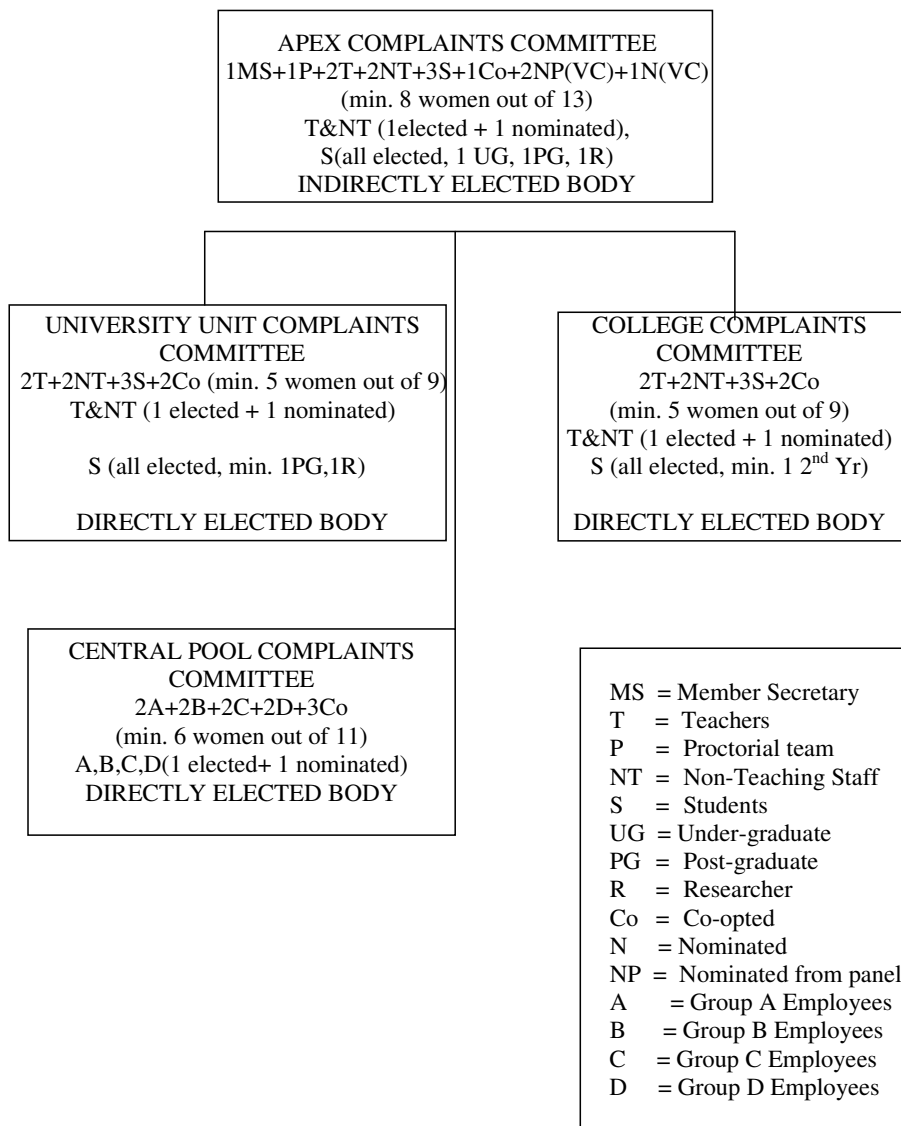 APEX COMPLAINTS COMMITTEE
1MS+1P+2T+2NT+3S+1Co+2NP(VC)+1N(VC)
(min. 8 women out of 13)
T&NT (1elected + 1 nominated),
S(all elected, 1 UG, 1PG, 1R)
INDIRECTLY ELECTED BODY
UNIVERSITY UNIT COMPLAINTS
COMMITTEE
2T+2NT+3S+2Co (min. 5 women out of 9)
T&NT (1 elected + 1 nominated)
S (all elected, min. 1PG,1R)
DIRECTLY ELECTED BODY
COLLEGE COMPLAINTS
COMMITTEE
2T+2NT+3S+2Co
(min. 5 women out of 9)
T&NT (1 elected + 1 nominated)
S (all elected, min. 1 2nd Yr)
DIRECTLY ELECTED BODY
CENTRAL POOL COMPLAINTS
COMMITTEE
2A+2B+2C+2D+3Co
(min. 6 women out of 11)
A,B,C,D(1 elected+ 1 nominated)
DIRECTLY ELECTED BODY
MS = Member Secretary
T = Teachers
P = Proctorial team
NT = Non-Teaching Staff
S = Students
UG = Under-graduate
PG = Post-graduate
R = Researcher
Co = Co-opted
N = Nominated
NP = Nominated from panel
A = Group A Employees
B = Group B Employees
C = Group C Employees
D = Group D Employees